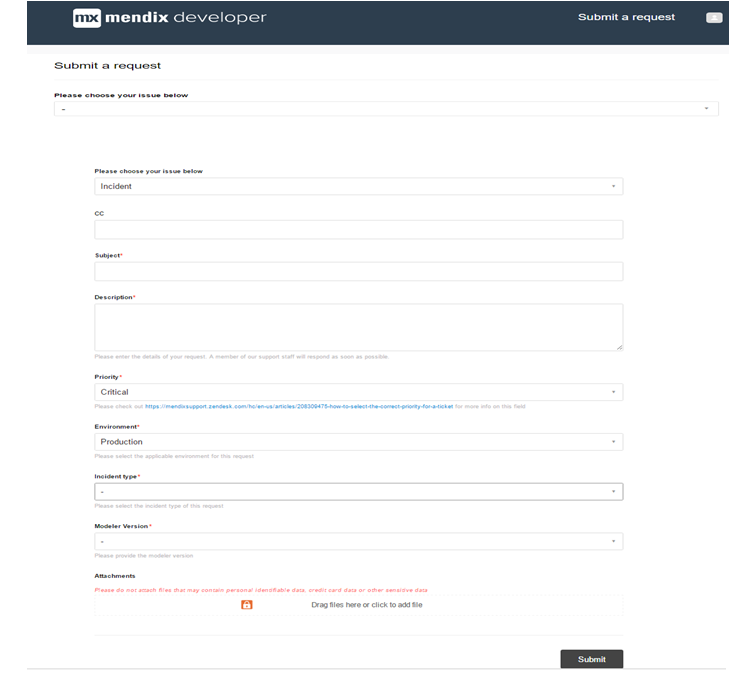 mx mendix developer
Submit a request
Submit a request
Please choose your issue below
-
Please choose your issue below
Incident
CC
Subject*
Description*
Please enter the details of your request. A member of our support staff will respond as soon as possible.
Priority*
Critical
Please check out https://mendixsupport.zendesk.com/hc/en-us/articles/208309475-how-to-select-the-correct-priority-for-a-ticket for more info on this field
Environment*
Production
Please select the applicable environment for this request
Incident type*
-
Please select the incident type of this request
Modeler Version*
-
Please provide the modeler version
Attachments
Please do not attach files that may contain personal identifiable data, credit card data or other sensitive data
Drag files here or click to add file
Submit